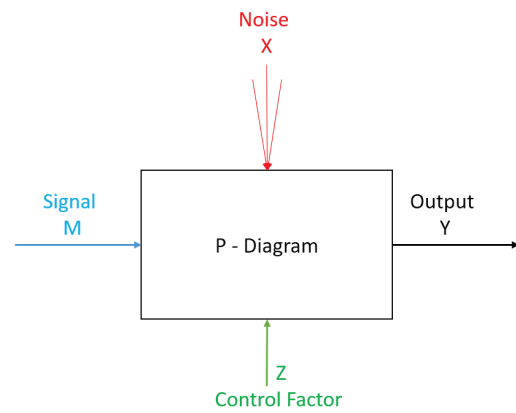 Noise
X
Signal
M
P - Diagram
Output
Y
Z
Control Factor